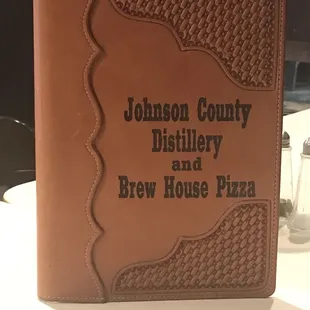 Johnson County
Distillery
and
Brew House Pizza